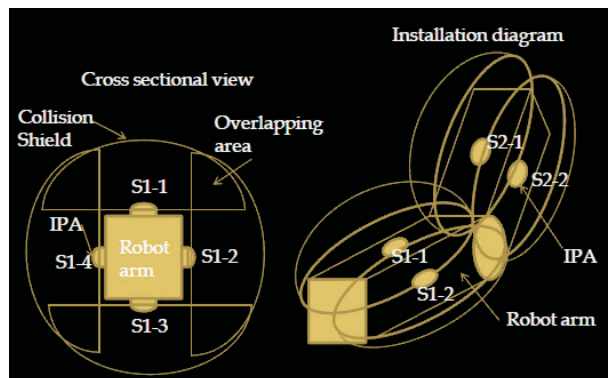 Installation diagram
Cross sectional view
Collision
Shield
Overlapping
area
S1-1
IPA
S1-4
Robot
arm
S1-2
S1-3
S2-1
S2-2
IPA
S1-1
S1-2
Robot arm